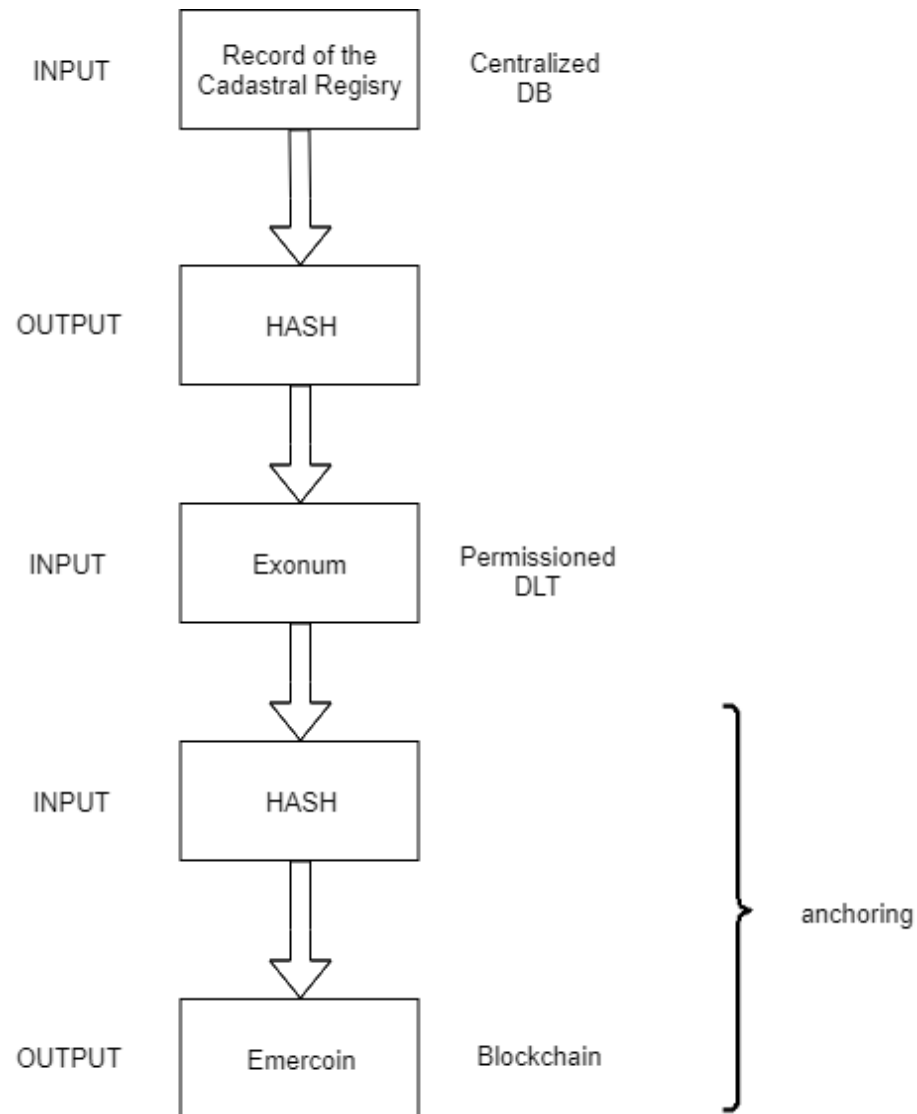 INPUT
Record of the
Cadastral Regisry
Centralized
DB
OUTPUT
HASH
INPUT
Exonum
Permissioned
DLT
INPUT
HASH
anchoring
OUTPUT
Emercoin
Blockchain